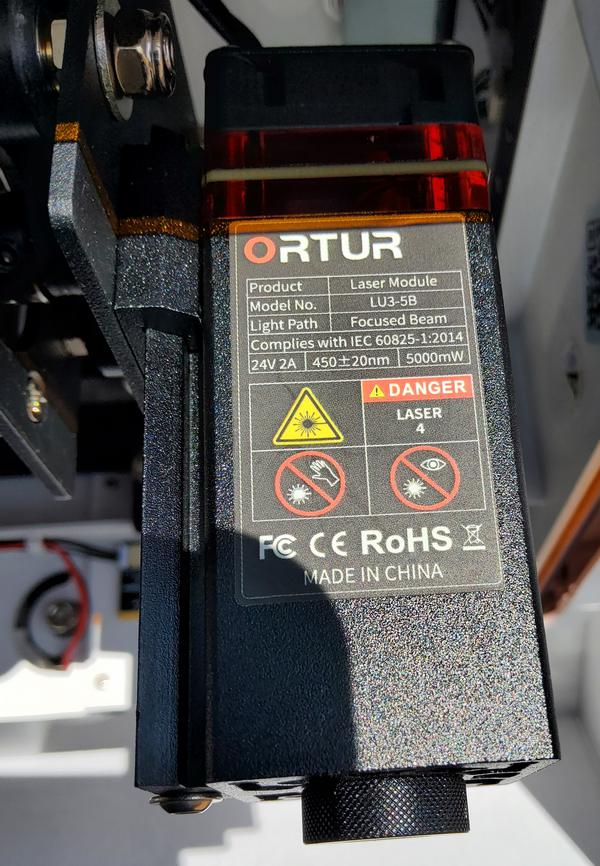 ORTUR
Product Laser Module
Model No. LU3-5B
Light Path Focused Beam
Complies with IEC 60825-1:2014
24V 2A 450±20nm 5000mW
DANGER
LASER
4
FC CE RoHS
MADE IN CHINA